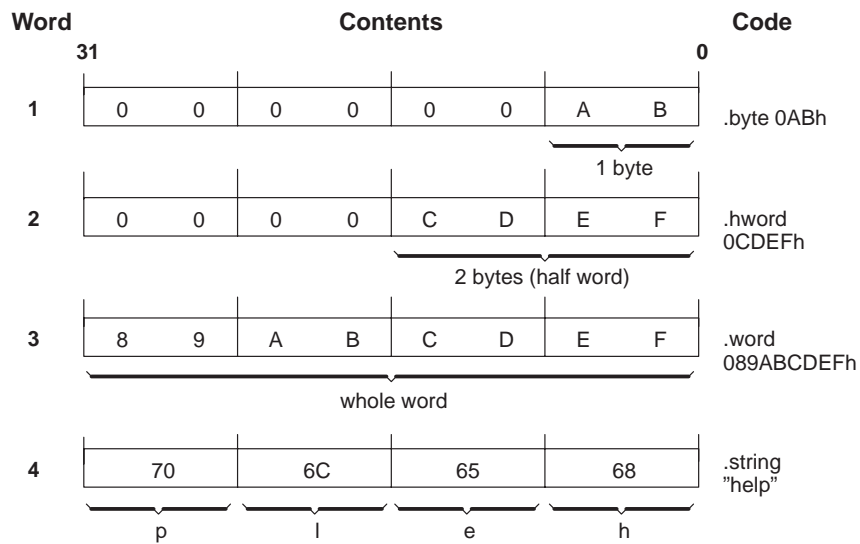 Word Contents Code
31 0
1 0 0 0 0 0 0 A B .byte 0ABh
1 byte
2 0 0 0 0 C D E F .hword
0CDEFh
2 bytes (half word)
3 8 9 A B C D E F .word
089ABCDEFh
whole word
4 70 6C 65 68 .string
”help”
p l e h